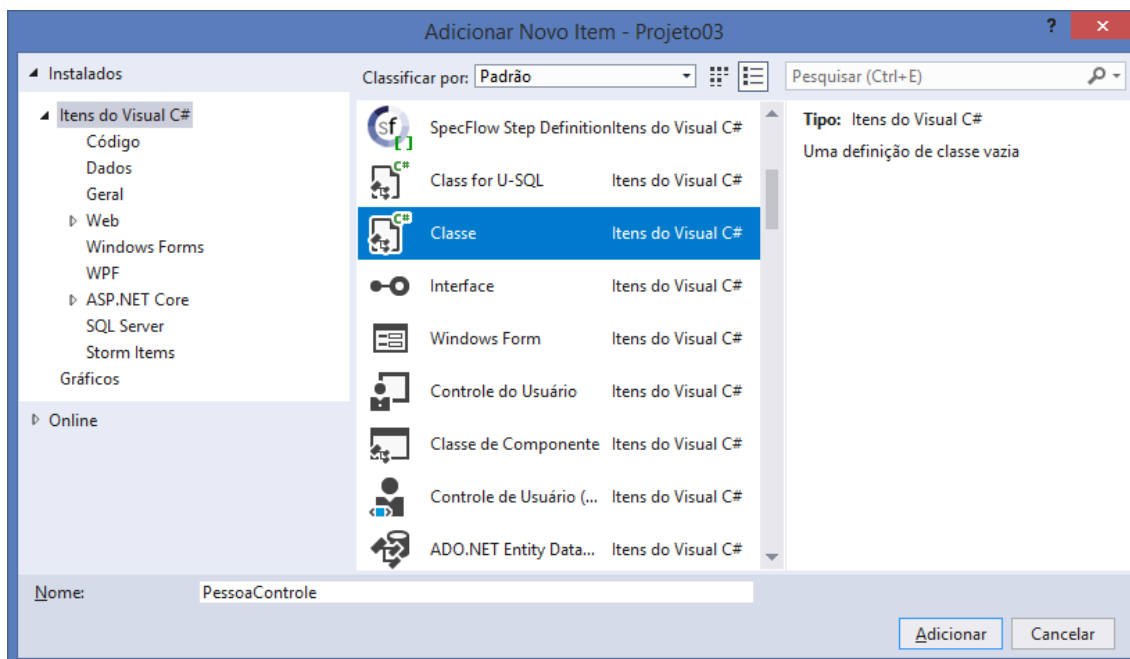 Adicionar Novo Item - Projeto03
?
Instalados
Classificar por: Padrão
Pesquisar (Ctrl+E)
Itens do Visual C#
Código
Dados
Geral
Web
Windows Forms
WPF
ASP.NET Core
SQL Server
Storm Items
Gráficos
Online
SpecFlow Step Definition Itens do Visual C#
Class for U-SQL Itens do Visual C#
Classe Itens do Visual C#
Interface Itens do Visual C#
Windows Form Itens do Visual C#
Controle do Usuário Itens do Visual C#
Classe de Componente Itens do Visual C#
Controle de Usuário (... Itens do Visual C#
ADO.NET Entity Data... Itens do Visual C#
Tipo: Itens do Visual C#
Uma definição de classe vazia
Nome: PessoaControle
Adicionar Cancelar